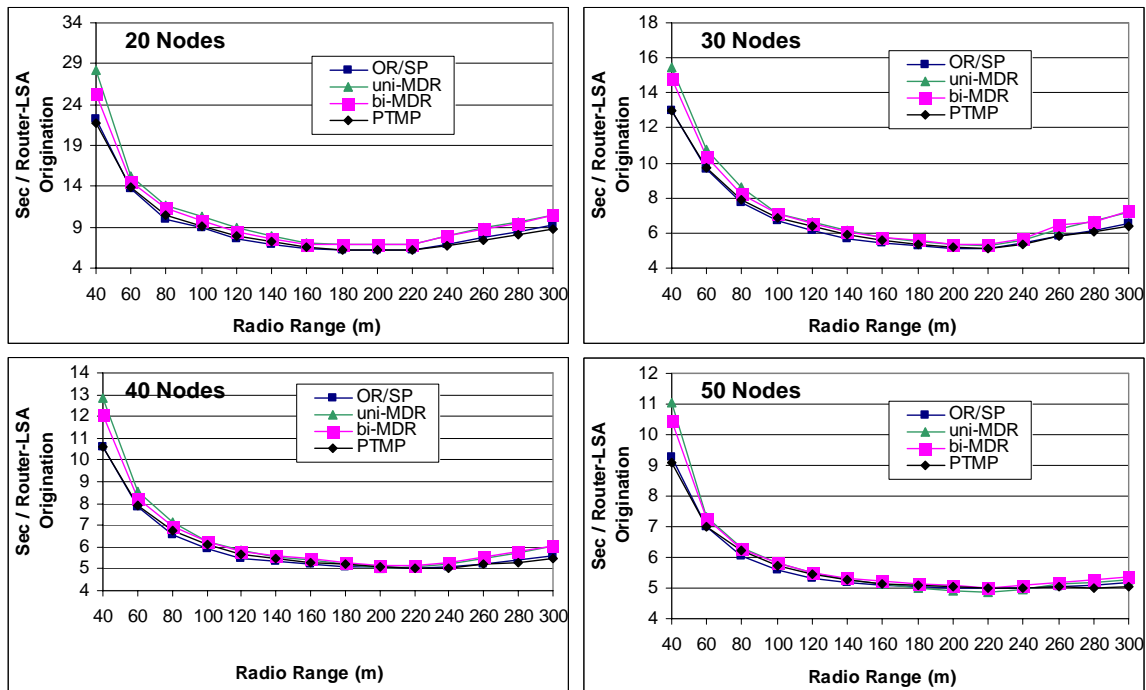 20 Nodes
OR/SP
uni-MDR
bi-MDR
PTMP
Sec / Router-LSA
Origination
34
29
24
19
14
9
4
40 60 80 100 120 140 160 180 200 220 240 260 280 300
Radio Range (m)
30 Nodes
OR/SP
uni-MDR
bi-MDR
PTMP
Sec / Router-LSA
Origination
18
16
14
12
10
8
6
4
40 60 80 100 120 140 160 180 200 220 240 260 280 300
Radio Range (m)
40 Nodes
OR/SP
uni-MDR
bi-MDR
PTMP
Sec / Router-LSA
Origination
14
13
12
11
10
9
8
7
6
5
4
40 60 80 100 120 140 160 180 200 220 240 260 280 300
Radio Range (m)
50 Nodes
OR/SP
uni-MDR
bi-MDR
PTMP
Sec / Router-LSA
Origination
12
11
10
9
8
7
6
5
4
40 60 80 100 120 140 160 180 200 220 240 260 280 300
Radio Range (m)